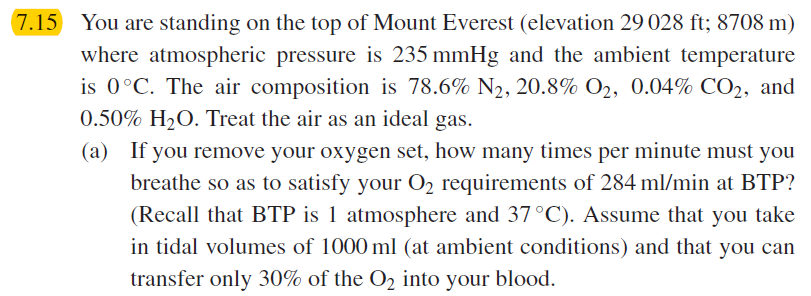 7.15 You are standing on the top of Mount Everest (elevation 29 028 ft; 8708 m)
where atmospheric pressure is 235 mmHg and the ambient temperature
is 0 °C. The air composition is 78.6% N₂, 20.8% O₂, 0.04% CO₂, and
0.50% H₂O. Treat the air as an ideal gas.
(a) If you remove your oxygen set, how many times per minute must you
breathe so as to satisfy your O₂ requirements of 284 ml/min at BTP?
(Recall that BTP is 1 atmosphere and 37 °C). Assume that you take
in tidal volumes of 1000 ml (at ambient conditions) and that you can
transfer only 30% of the O₂ into your blood.